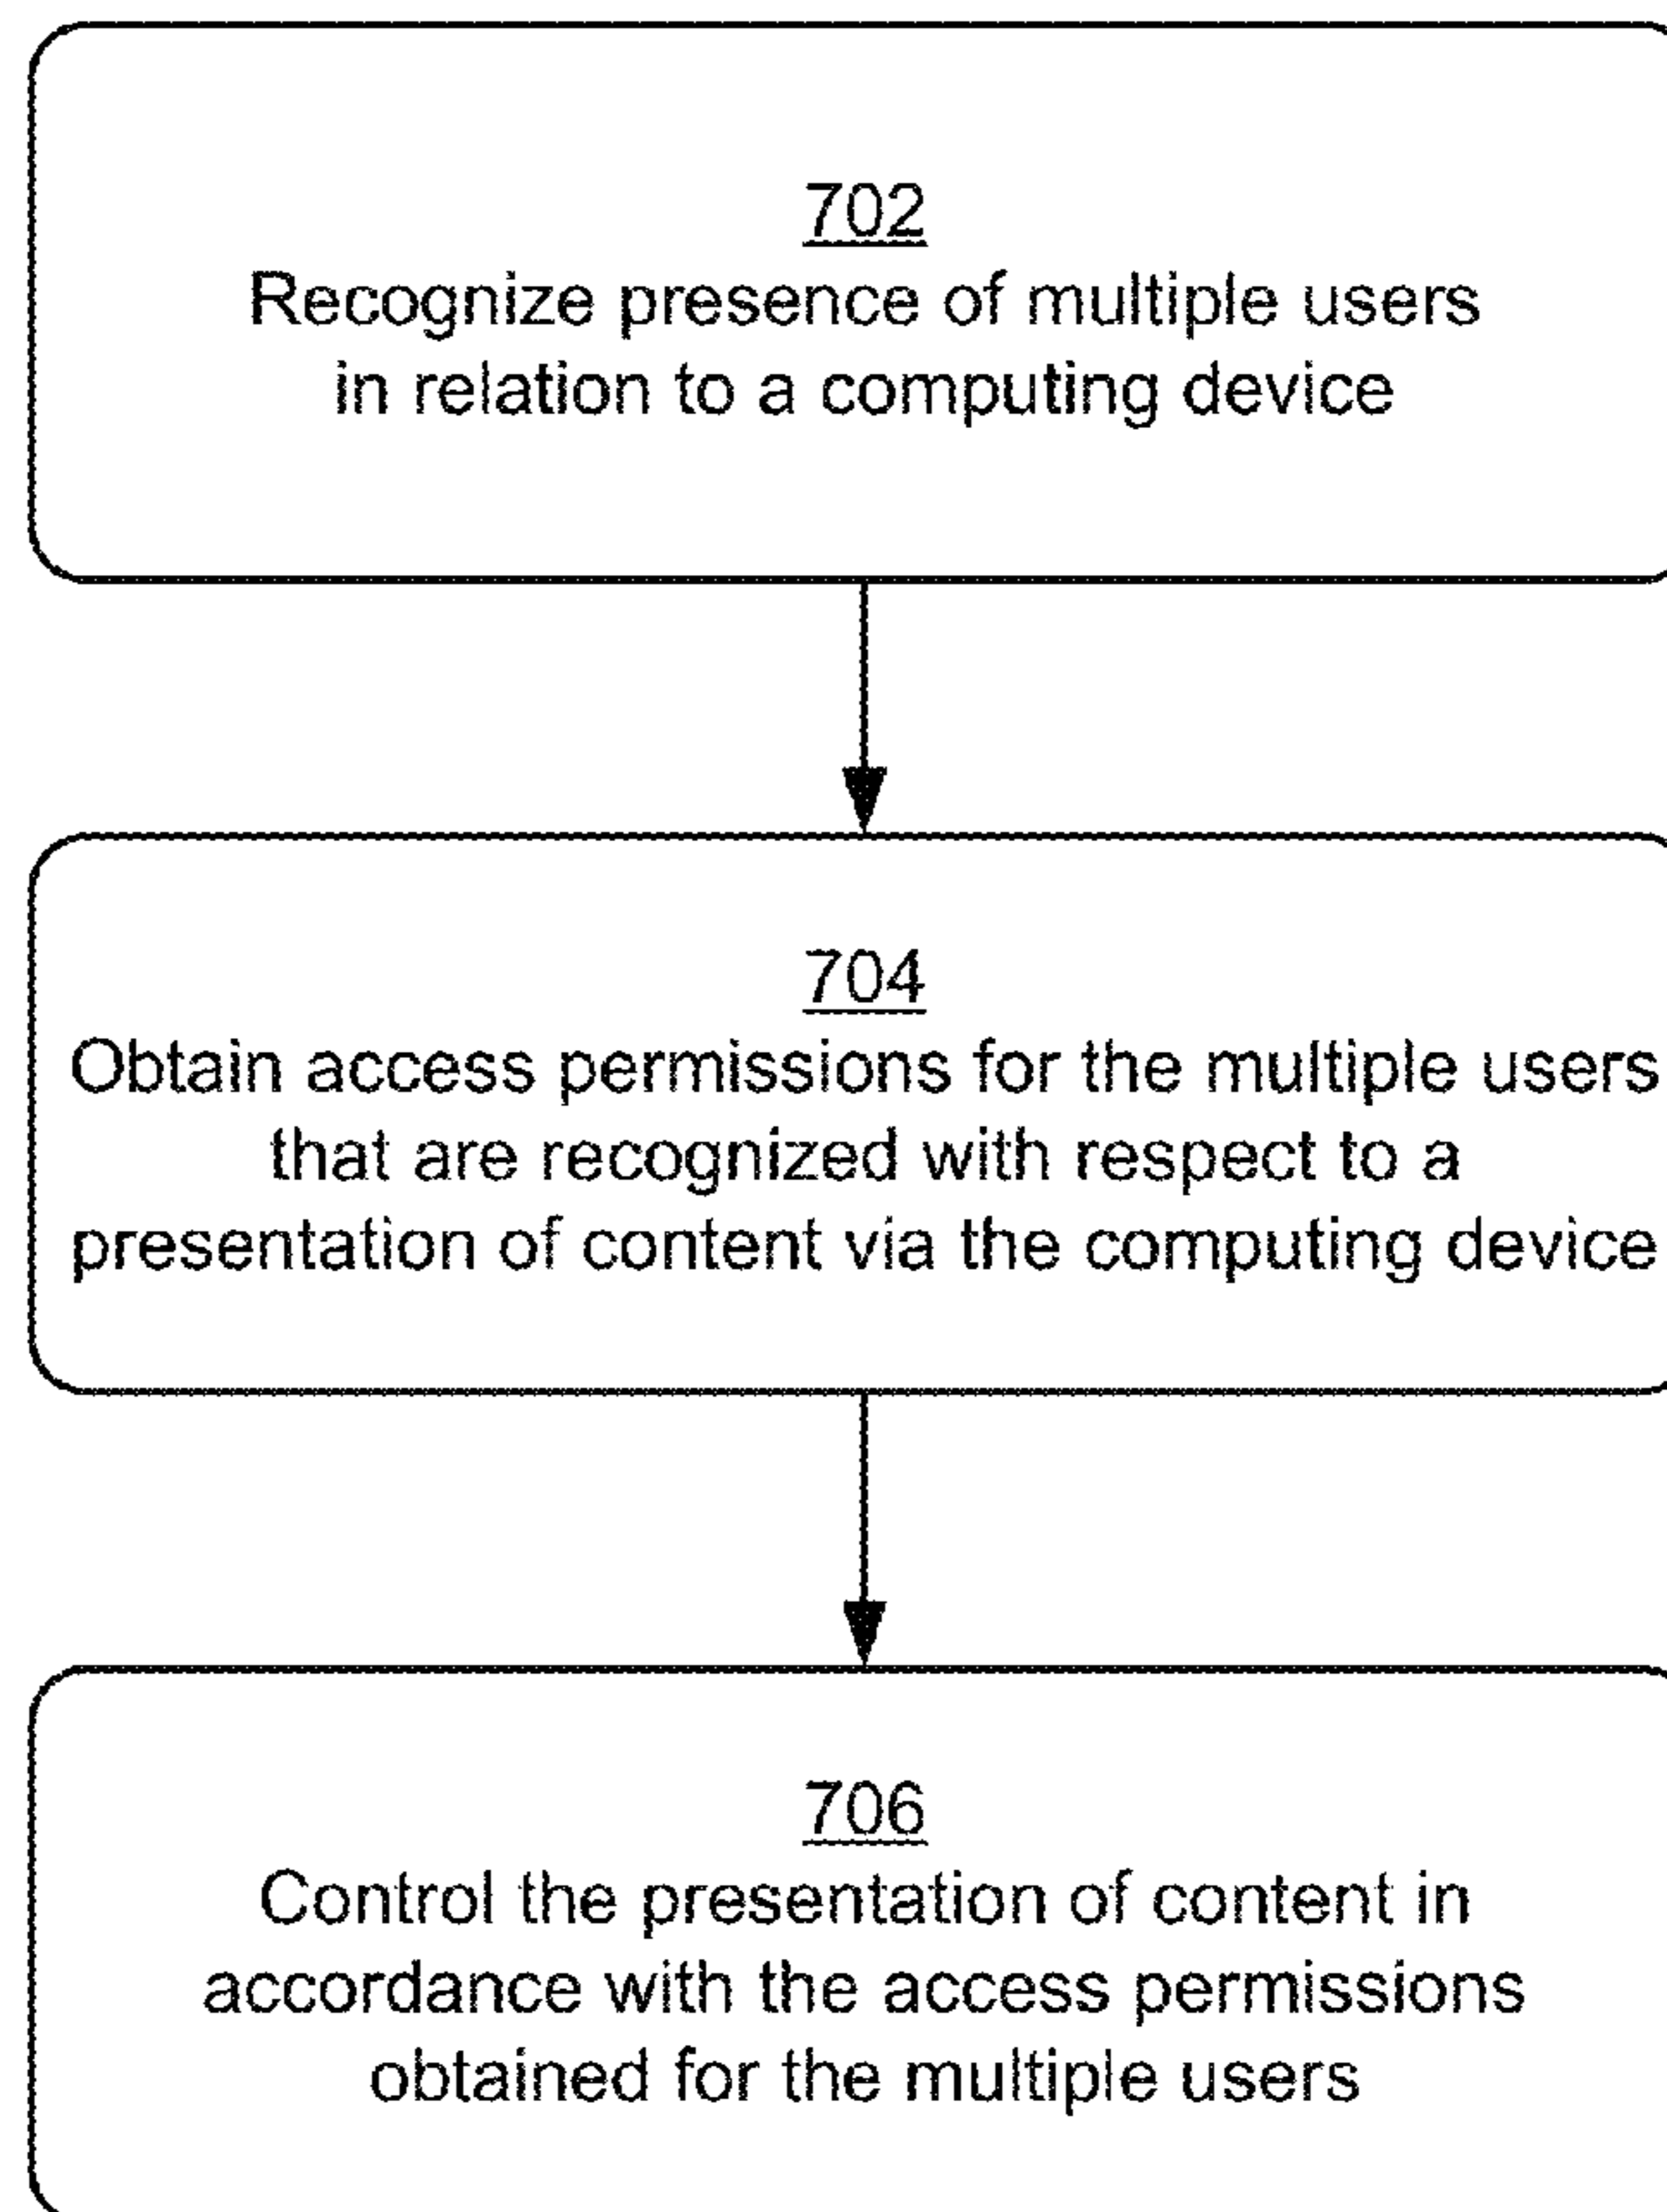 702
Recognize presence of multiple users
in relation to a computing device
704
Obtain access permissions for the multiple users
that are recognized with respect to a
presentation of content via the computing device
706
Control the presentation of content in
accordance with the access permissions
obtained for the multiple users